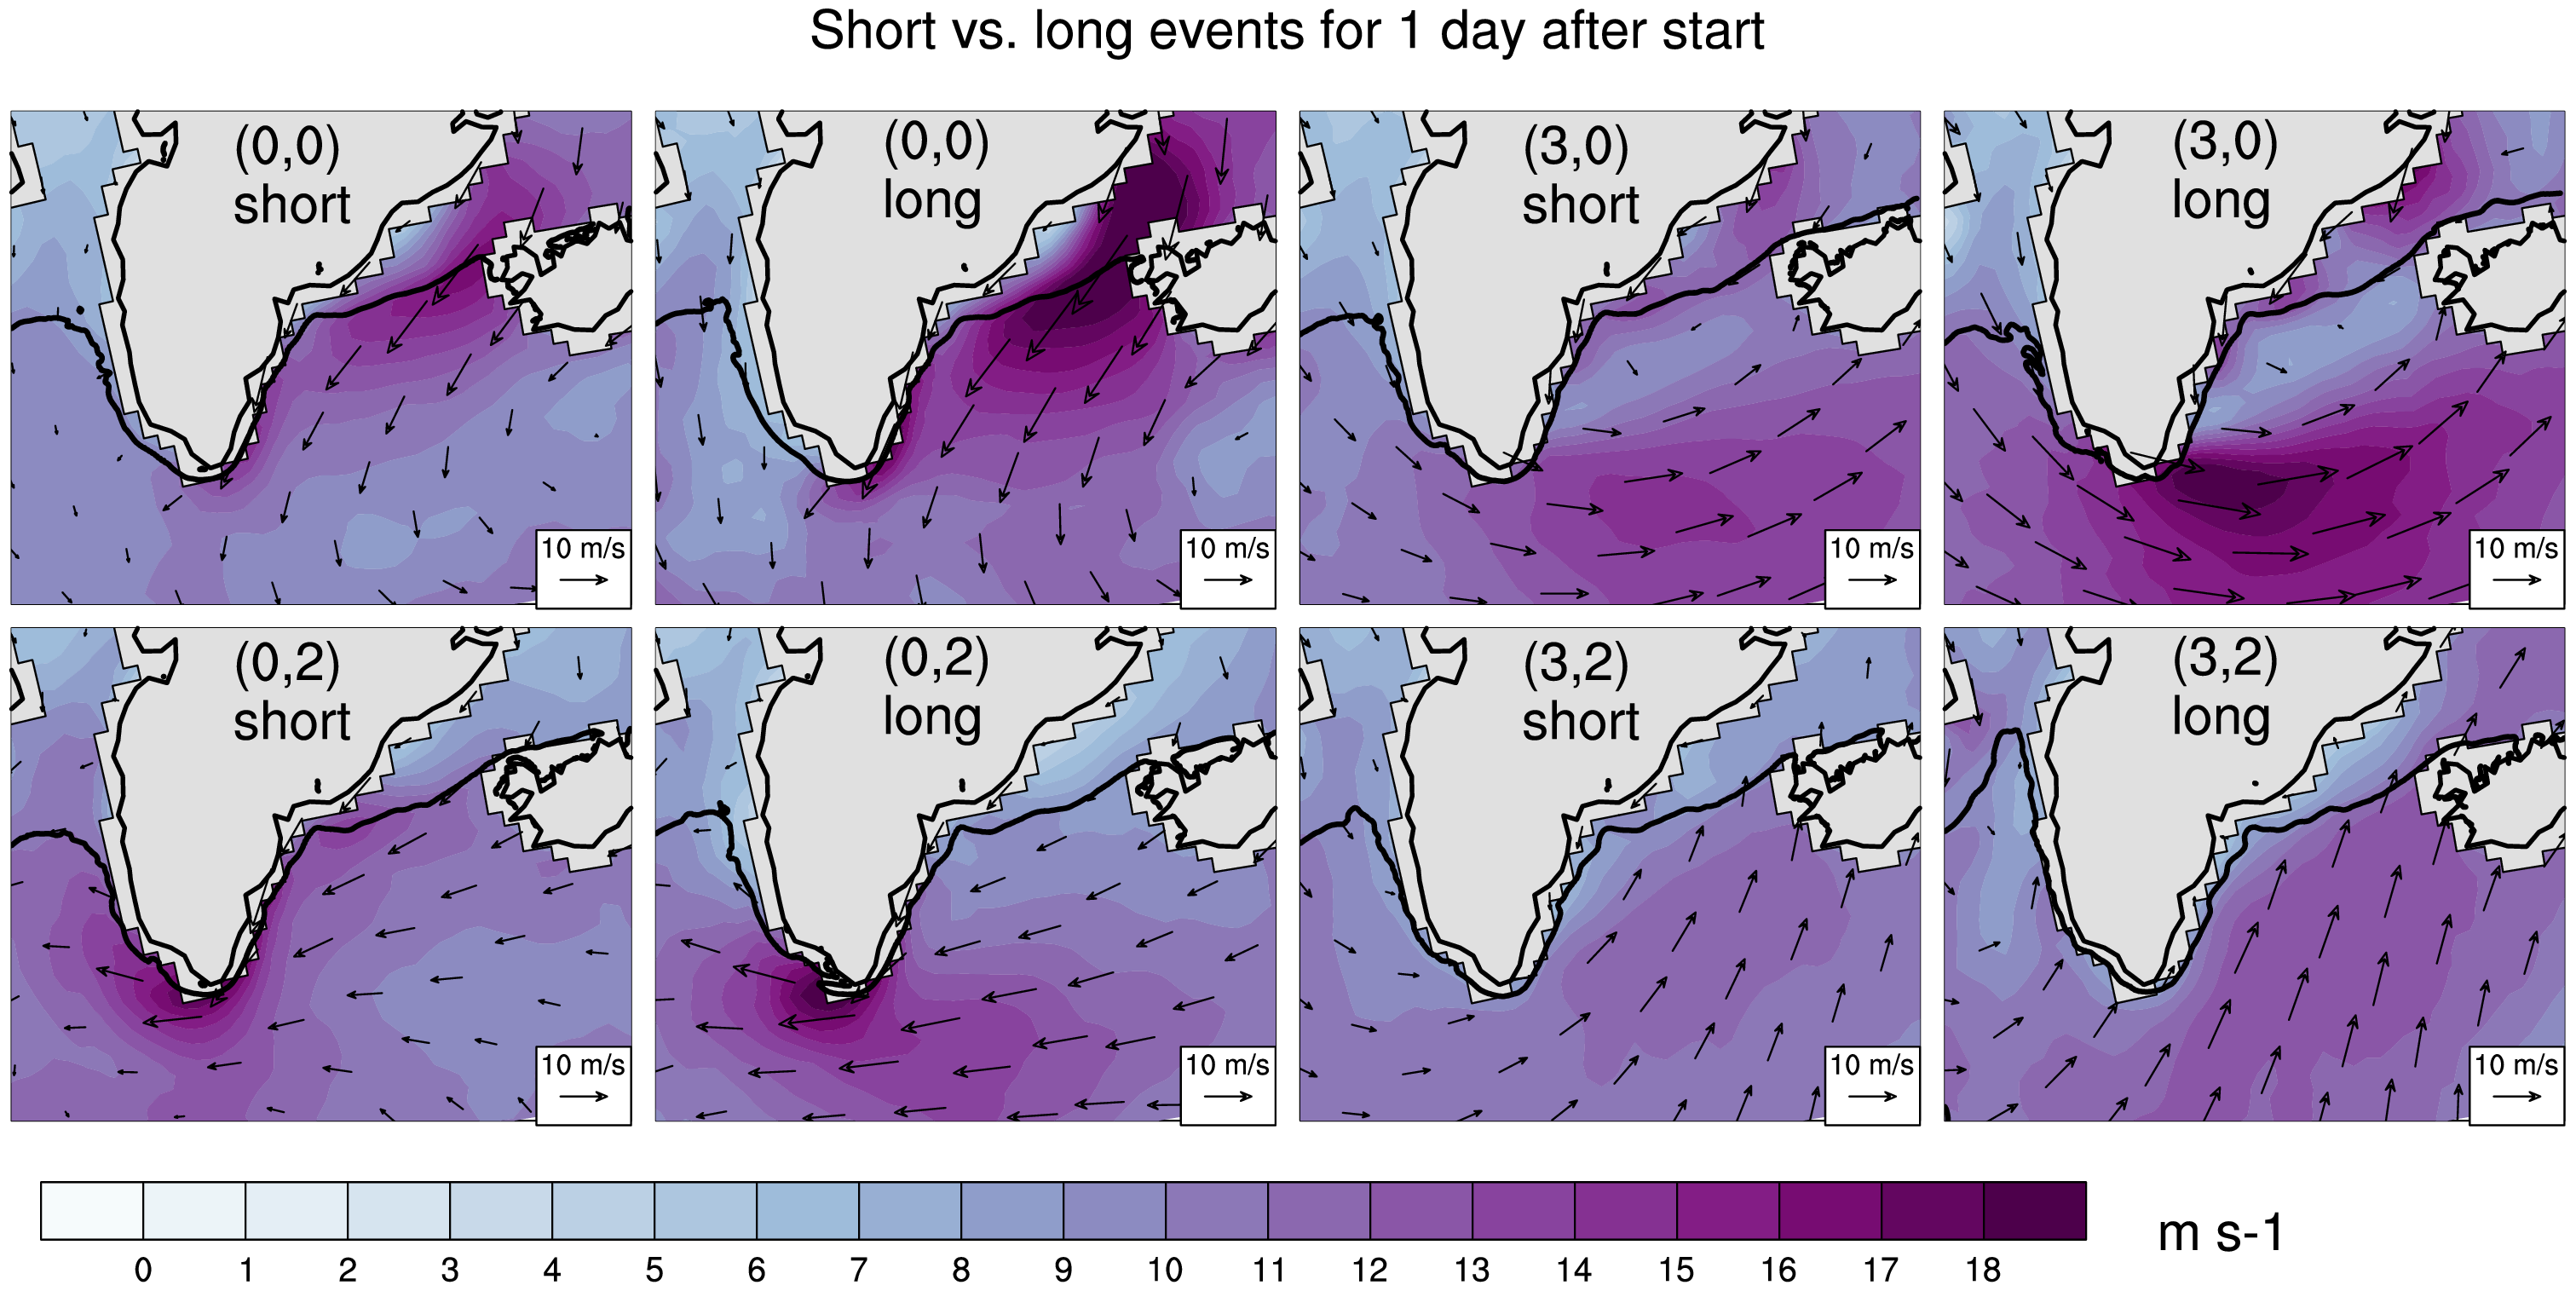 Short vs. long events for 1 day after start
(0,0)
short
10 m/s
(0,0)
long
10 m/s
(3,0)
short
10 m/s
(3,0)
long
10 m/s
(0,2)
short
10 m/s
(0,2)
long
10 m/s
(3,2)
short
10 m/s
(3,2)
long
10 m/s
0 1 2 3 4 5 6 7 8 9 10 11 12 13 14 15 16 17 18
m s-1